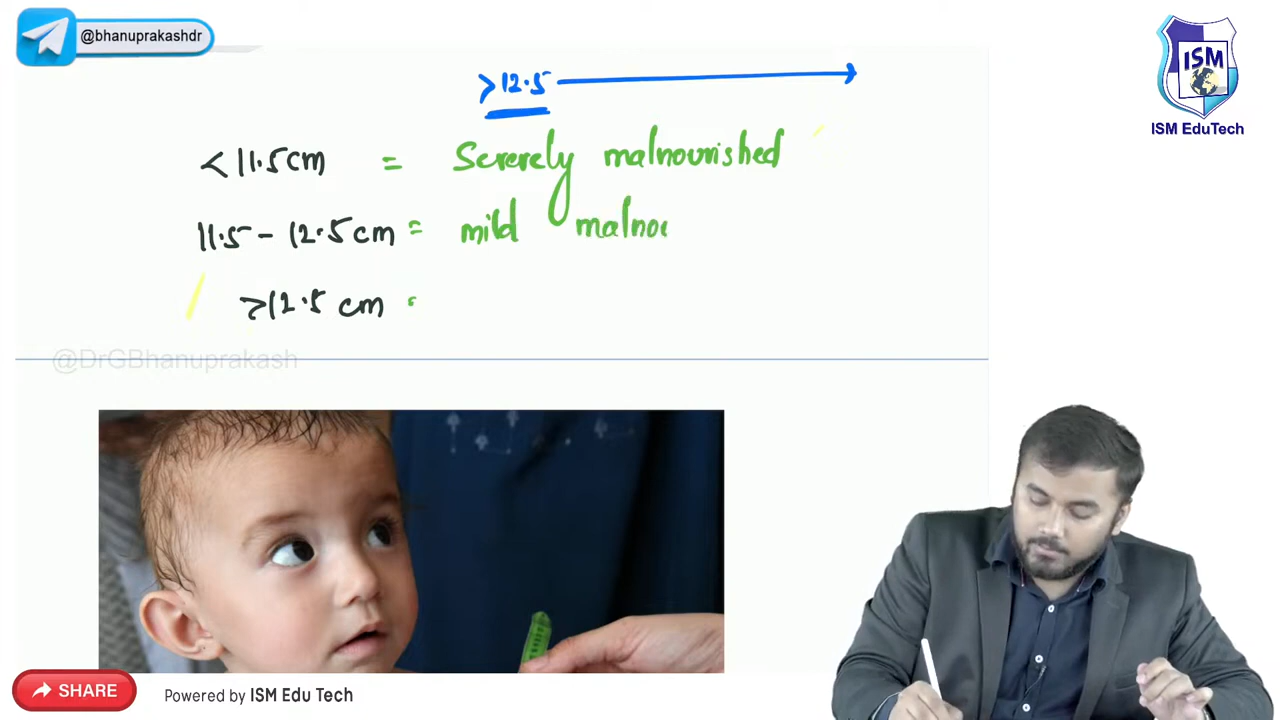 @bhanuprakashdr
ISM
ISM EduTech
>12.5
<11.5cm = Severely malnourished
11.5 - 12.5cm = mild malnou
>12.5 cm =
@DrGBhanuprakash
SHARE
Powered by ISM Edu Tech